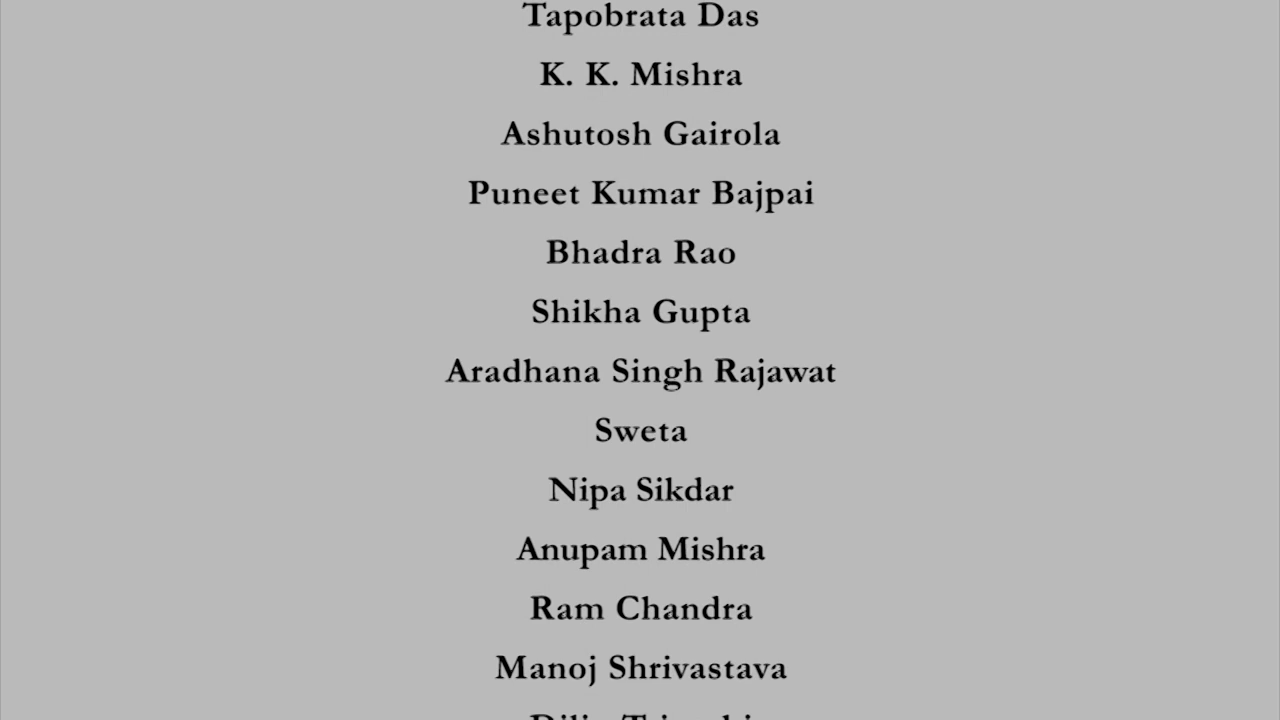 Tapobrata Das
K. K. Mishra
Ashutosh Gairola
Puneet Kumar Bajpai
Bhadra Rao
Shikha Gupta
Aradhana Singh Rajawat
Sweta
Nipa Sikdar
Anupam Mishra
Ram Chandra
Manoj Shrivastava